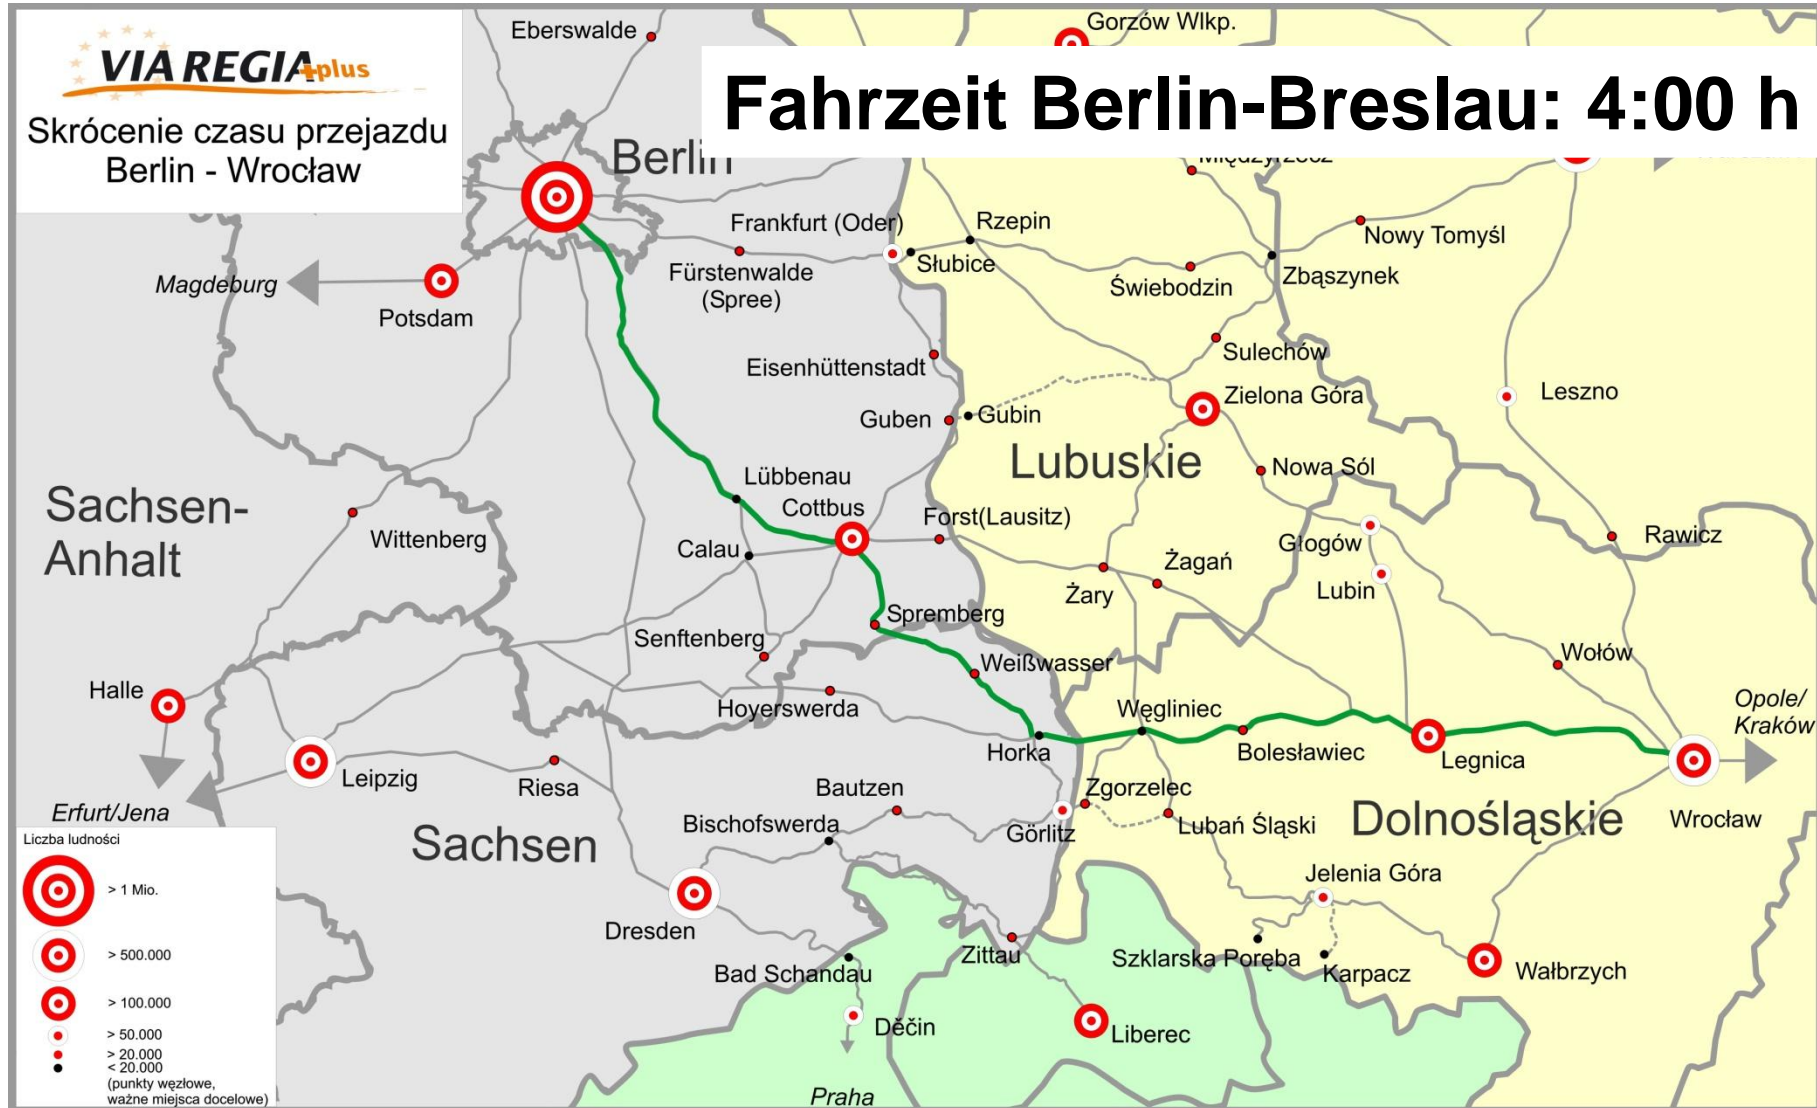 VIA REGIA plus
Skrócenie czasu przejazdu
Berlin - Wrocław
Fahrzeit Berlin-Breslau: 4:00 h
Eberswalde
Gorzów Wlkp.
Berlin
Międzyrzecz
Frankfurt (Oder)
Rzepin
Nowy Tomyśl
Słubice
Fürstenwalde
(Spree)
Świebodzin
Zbąszynek
Magdeburg
Potsdam
Eisenhüttenstadt
Sulechów
Zielona Góra
Leszno
Guben
Gubin
Lubuskie
Nowa Sól
Lübbenau
Cottbus
Forst(Lausitz)
Sachsen-
Anhalt
Wittenberg
Calau
Głogów
Rawicz
Żagań
Żary
Lubin
Spremberg
Senftenberg
Weißwasser
Wołów
Halle
Hoyerswerda
Węgliniec
Opole/
Kraków
Horka
Bolesławiec
Legnica
Leipzig
Riesa
Bautzen
Zgorzelec
Erfurt/Jena
Bischofswerda
Görlitz
Lubań Śląski
Dolnośląskie
Wrocław
Sachsen
Jelenia Góra
Dresden
Zittau
Szklarska Poręba
Karpacz
Wałbrzych
Bad Schandau
Děčin
Liberec
Praha
Liczba ludności
> 1 Mio.
> 500.000
> 100.000
> 50.000
> 20.000
< 20.000
(punkty węzłowe,
ważne miejsca docelowe)